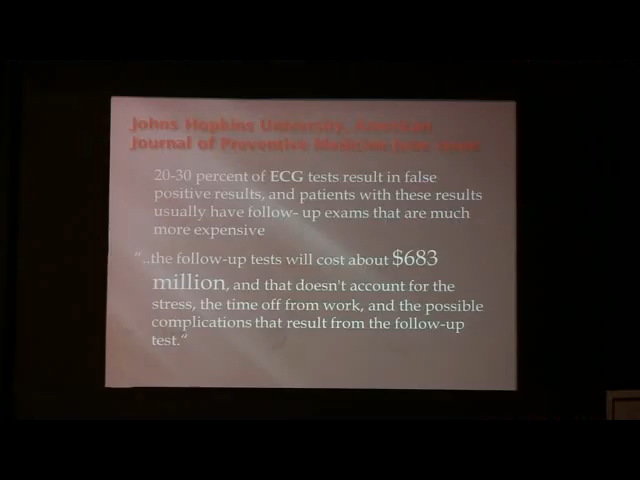 Johns Hopkins University, American
Journal of Preventive Medicine June
20-30 percent of ECG tests result in false
positive results, and patients with these results
usually have follow- up exams that are much
more expensive
“..the follow-up tests will cost about $683
million, and that doesn't account for the
stress, the time off from work, and the possible
complications that result from the follow-up
test.“